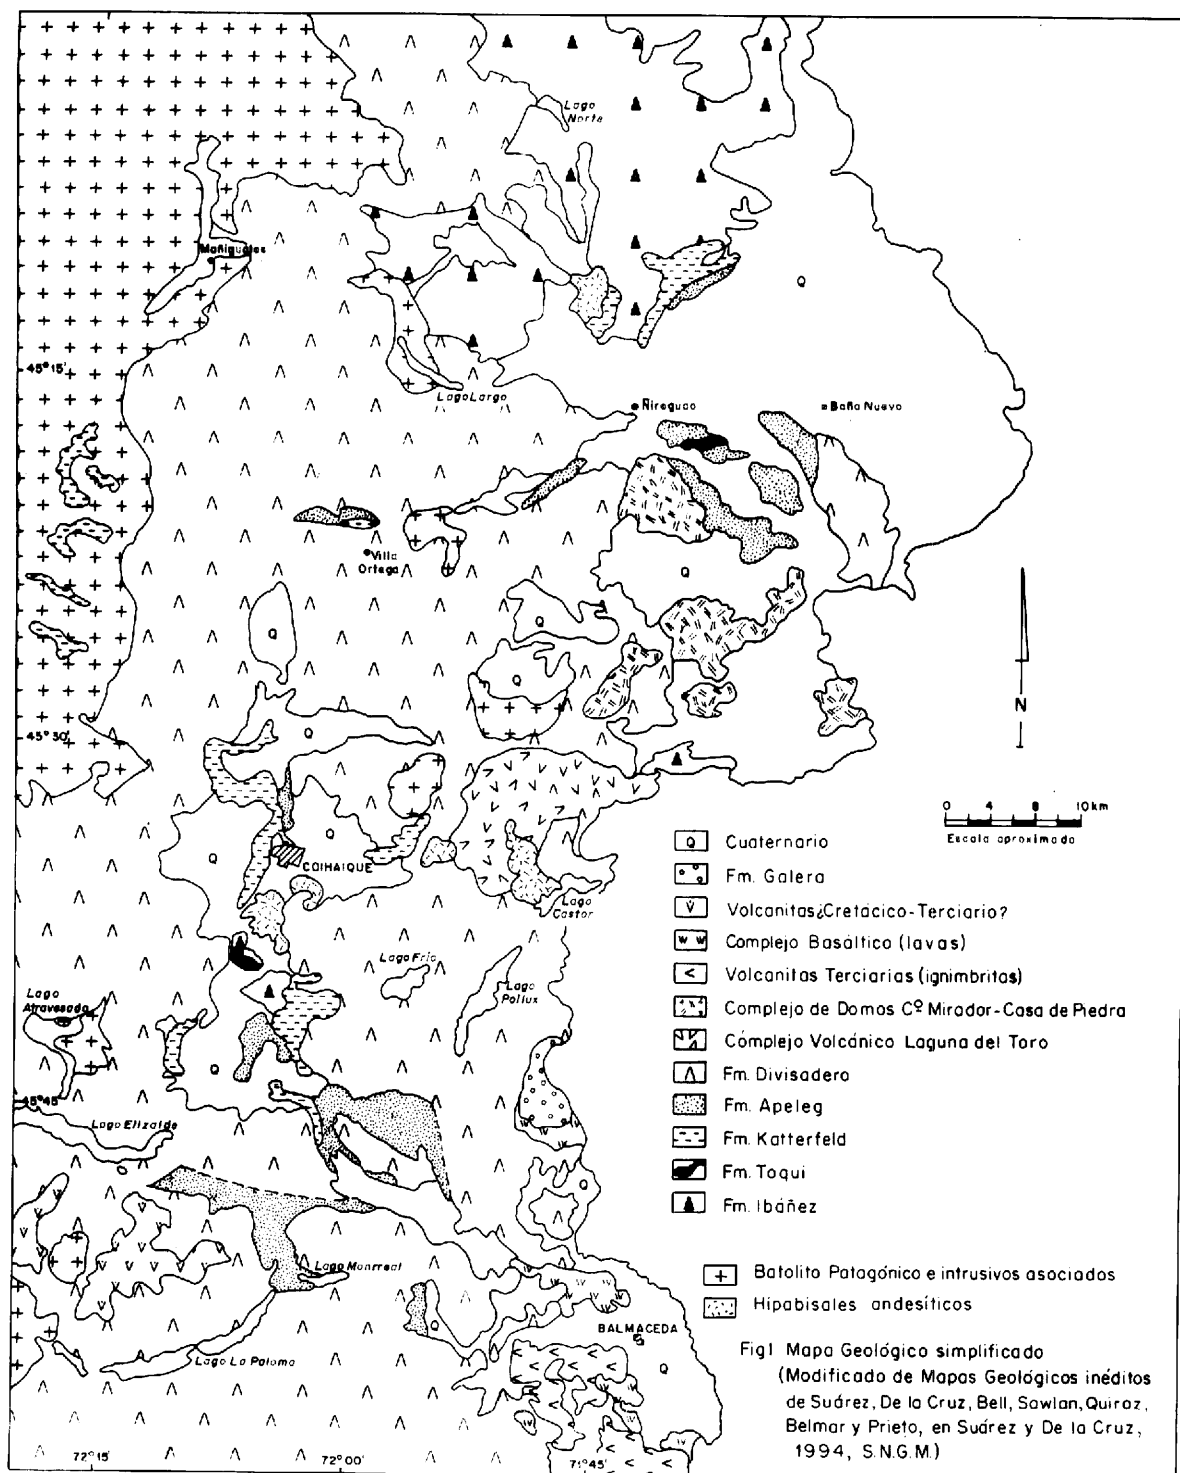 Lago
Norte
Mañiguales
Q
45° 15'
Lago Largo
Ñireguao
Baño Nuevo
Villa
Ortega
Q
Q
Q
Q
45° 30'
Q
N
0 4 8 10 km
Escala aproximada
Q
Q
COIHAIQUE
Lago
Castor
Lago Frío
Lago
Pollux
Lago
Atravesado
Q
45° 45'
Lago Elizalde
Q
Q
Lago Monrreal
Q
BALMACEDA
Q
Lago La Paloma
72° 15'
72° 00'
71° 45'
Q Cuaternario
Fm. Galera
Volcanitas¿Cretácico-Terciario?
Complejo Basáltico (lavas)
Volcanitas Terciarias (ignimbritas)
Complejo de Domos Cº Mirador-Casa de Piedra
Cómplejo Volcánico Laguna del Toro
Fm. Divisadero
Fm. Apeleg
Fm. Katterfeld
Fm. Toqui
Fm. Ibáñez
Batolito Patagónico e intrusivos asociados
Hipabisales andesíticos
Fig1 Mapa Geológico simplificado
(Modificado de Mapas Geológicos inéditos
de Suárez, De la Cruz, Bell, Sawlan, Quiroz,
Belmar y Prieto, en Suárez y De la Cruz,
1994, S.N.G.M.)